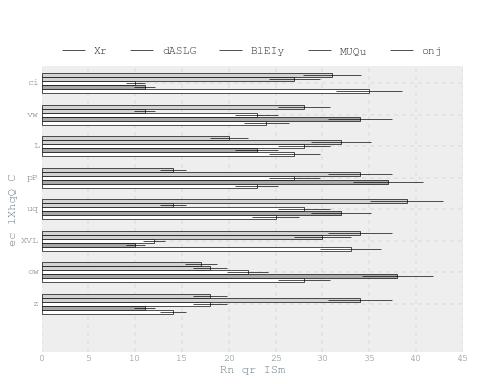 Xr dASLG BlEIy MUQu onj
ci
vw
L
pP
uq
XVL
ow
z
0 5 10 15 20 25 30 35 40 45
Rn qr ISm
ec lXhqQ C